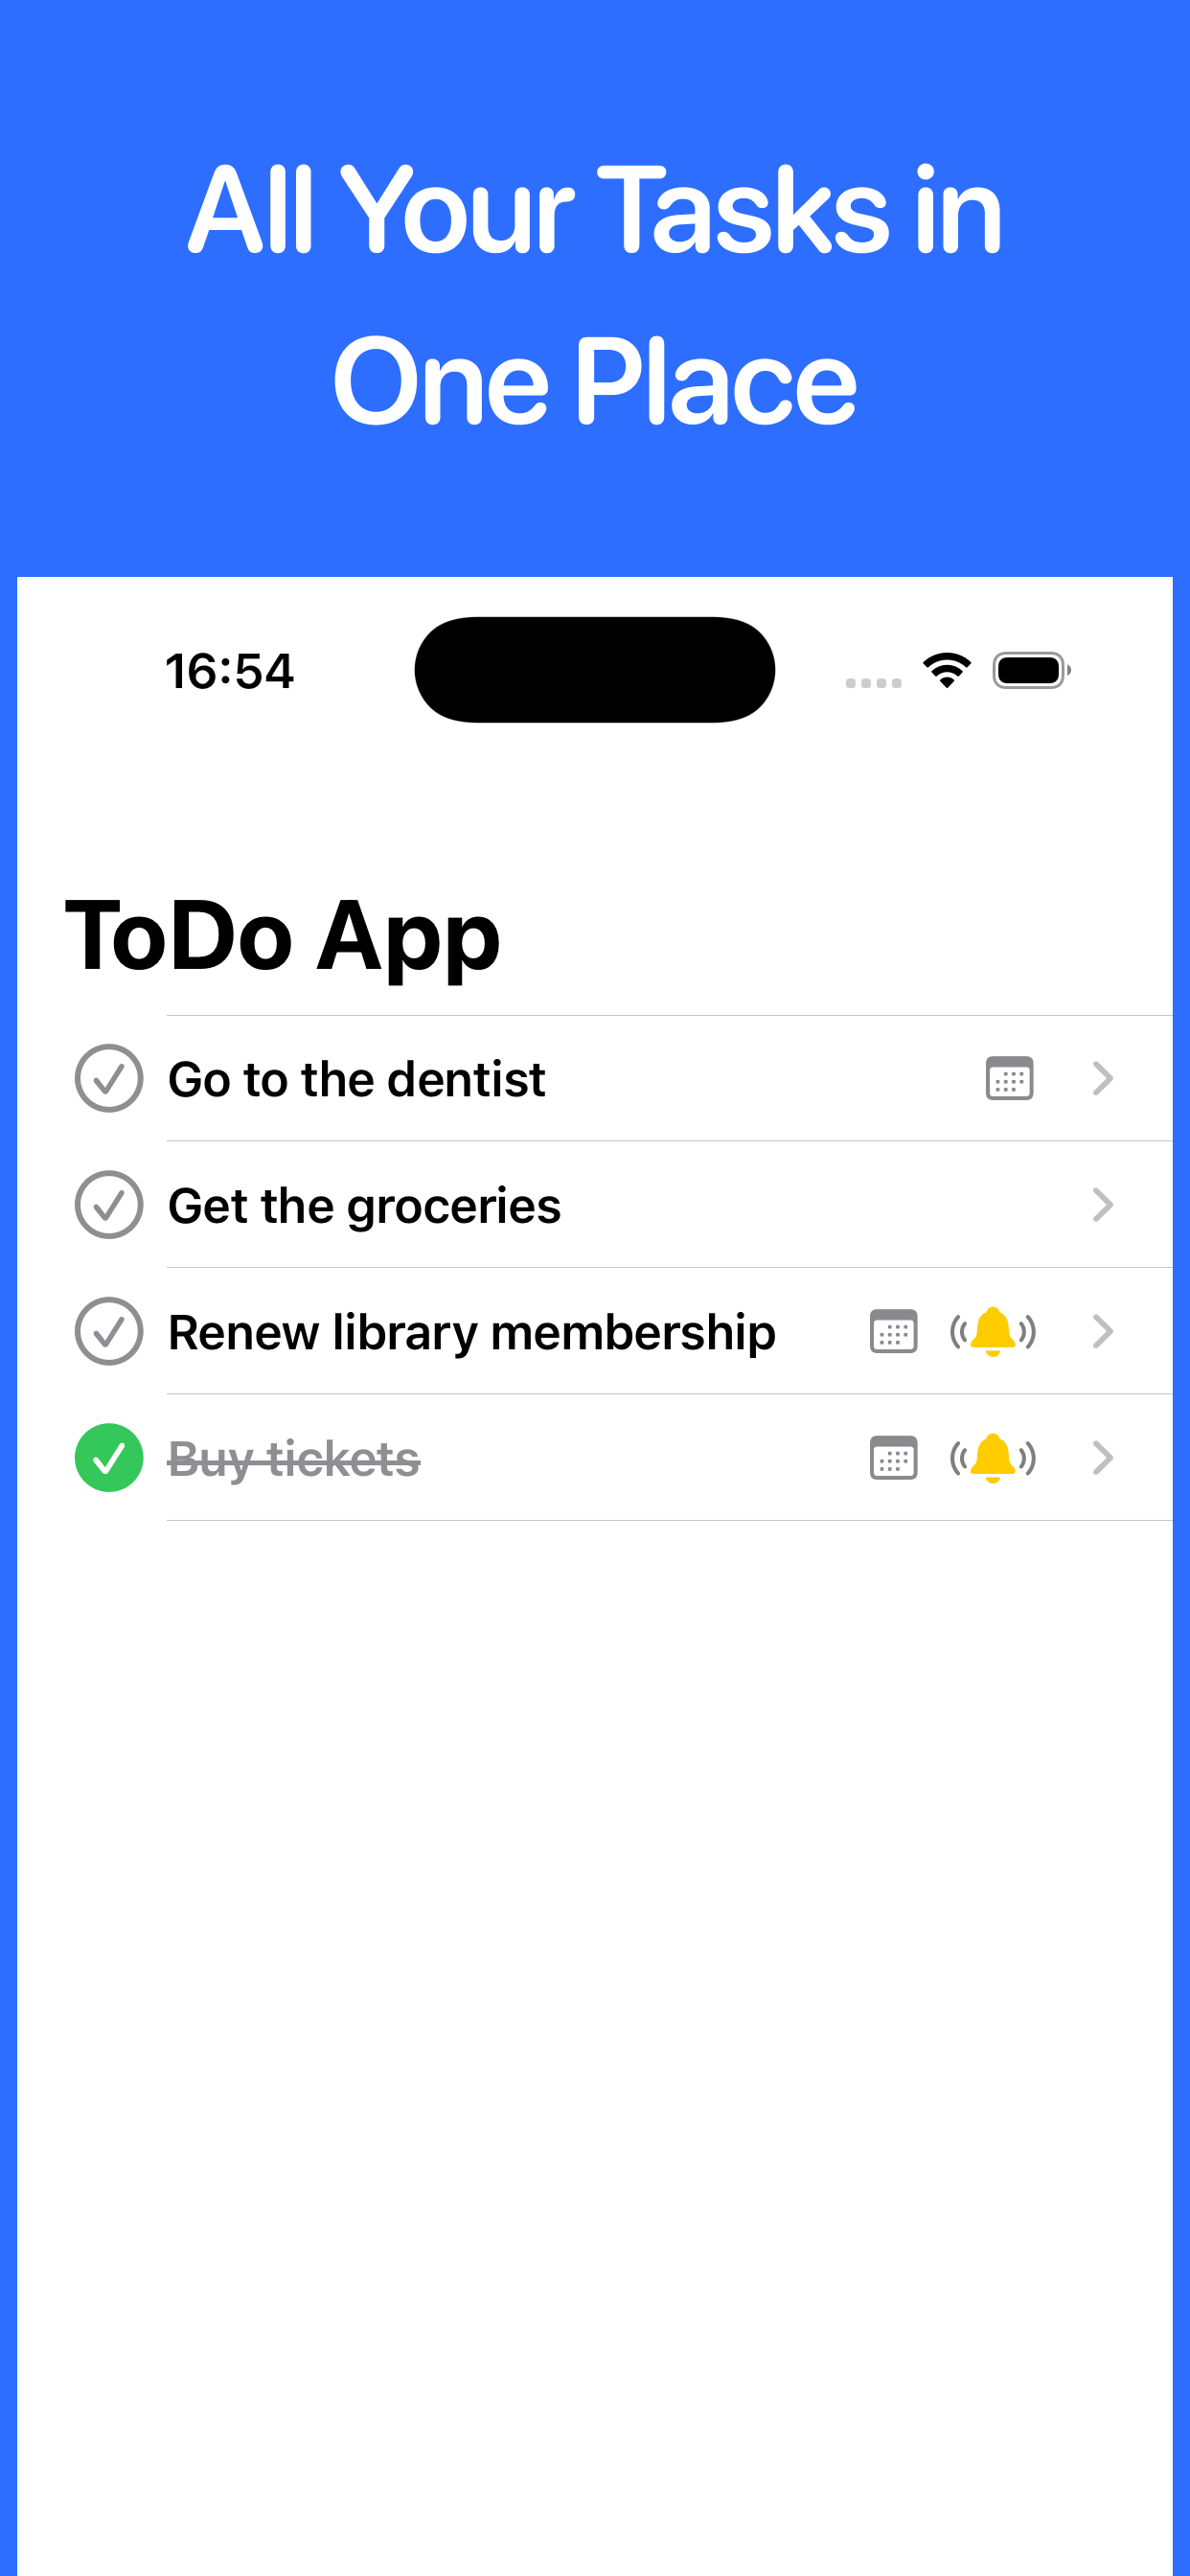 All Your Tasks in
One Place
16:54
ToDo App
Go to the dentist
Get the groceries
Renew library membership
Buy tickets